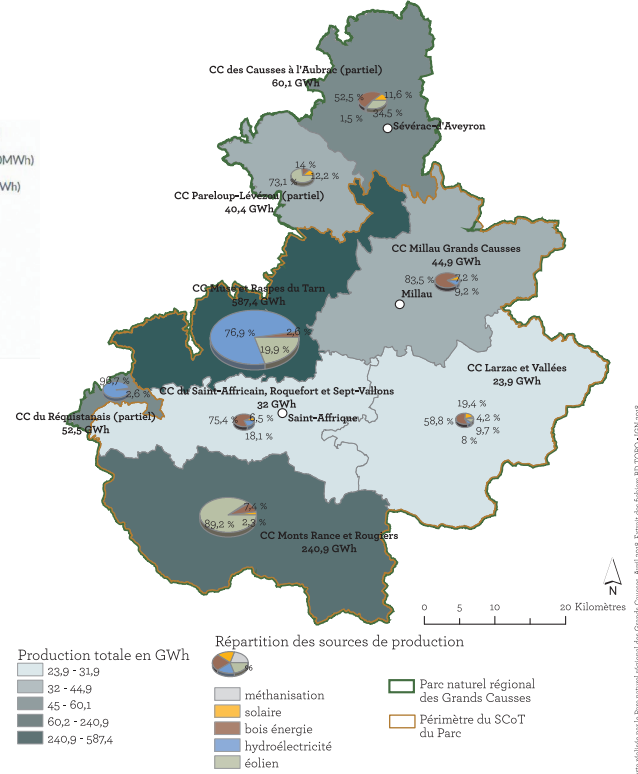 CC des Causses à l'Aubrac (partiel)
60,1 GWh
52,5 %
11,6 %
1,5 %
34,5 %
Sévérac-d'Aveyron
0MWh)
Wh)
14 %
73,1 %
12,2 %
CC Pareloup-Lévézou (partiel)
40,4 GWh
CC Millau Grands Causses
44,9 GWh
83,5 %
7,2 %
9,2 %
Millau
CC Muse et Raspes du Tarn
587,4 GWh
76,9 %
2,6 %
19,9 %
CC Larzac et Vallées
23,9 GWh
96,7 %
2,6 %
CC du Saint-Affricain, Roquefort et Sept-Vallons
32 GWh
CC du Réquistanais (partiel)
52,5 GWh
75,4 %
6,5 %
18,1 %
Saint-Affrique
19,4 %
58,8 %
4,2 %
9,7 %
8 %
7,4 %
89,2 %
2,3 %
CC Monts Rance et Rougiers
240,9 GWh
N
0 5 10 20 Kilomètres
Production totale en GWh
23,9 - 31,9
32 - 44,9
45 - 60,1
60,2 - 240,9
240,9 - 587,4
Répartition des sources de production
%
méthanisation
solaire
bois énergie
hydroélectricité
éolien
Parc naturel régional
des Grands Causses
Périmètre du SCoT
du Parc